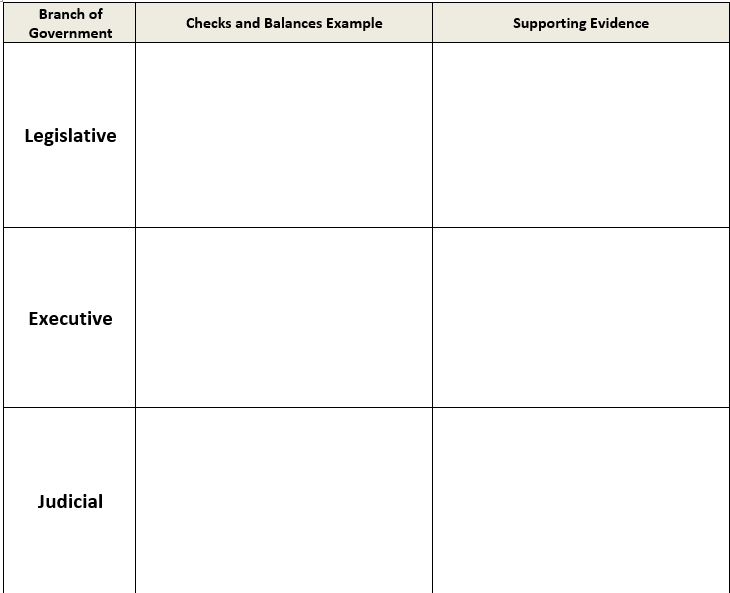 Branch of
Government
Checks and Balances Example
Supporting Evidence
Legislative
Executive
Judicial